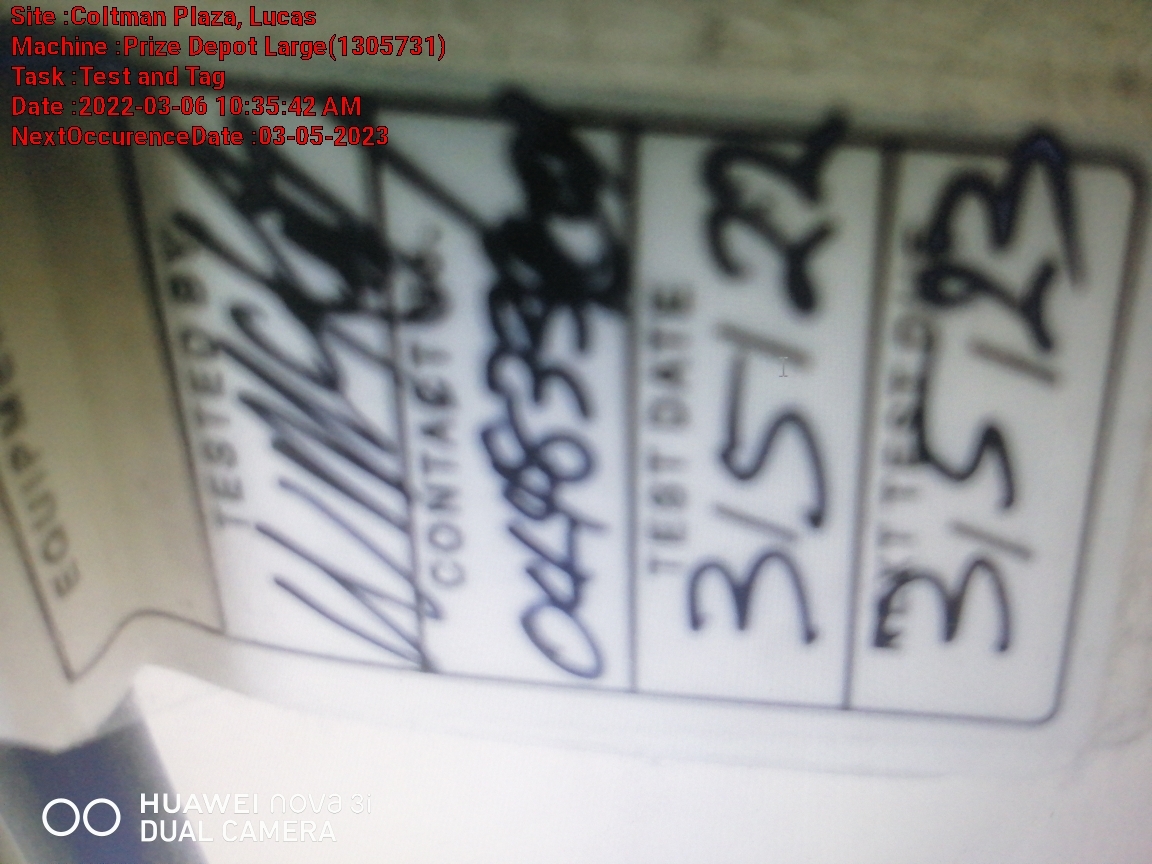 Site :Coltman Plaza, Lucas
Machine :Prize Depot Large(1305731)
Task :Test and Tag
Date :2022-03-06 10:35:42 AM
NextOccurenceDate :03-05-2023
TESTED BY
CONTACT
TEST DATE
3/5/22
NEXT TEST
3/5/23
HUAWEI nova 3i
DUAL CAMERA